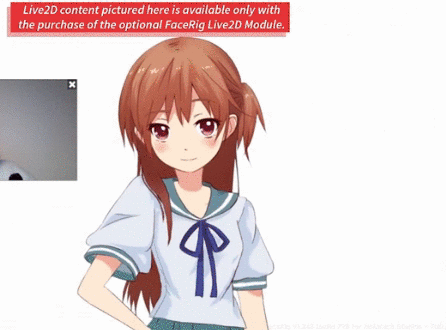 Live2D content pictured here is available only with
the purchase of the optional FaceRig Live2D Module.